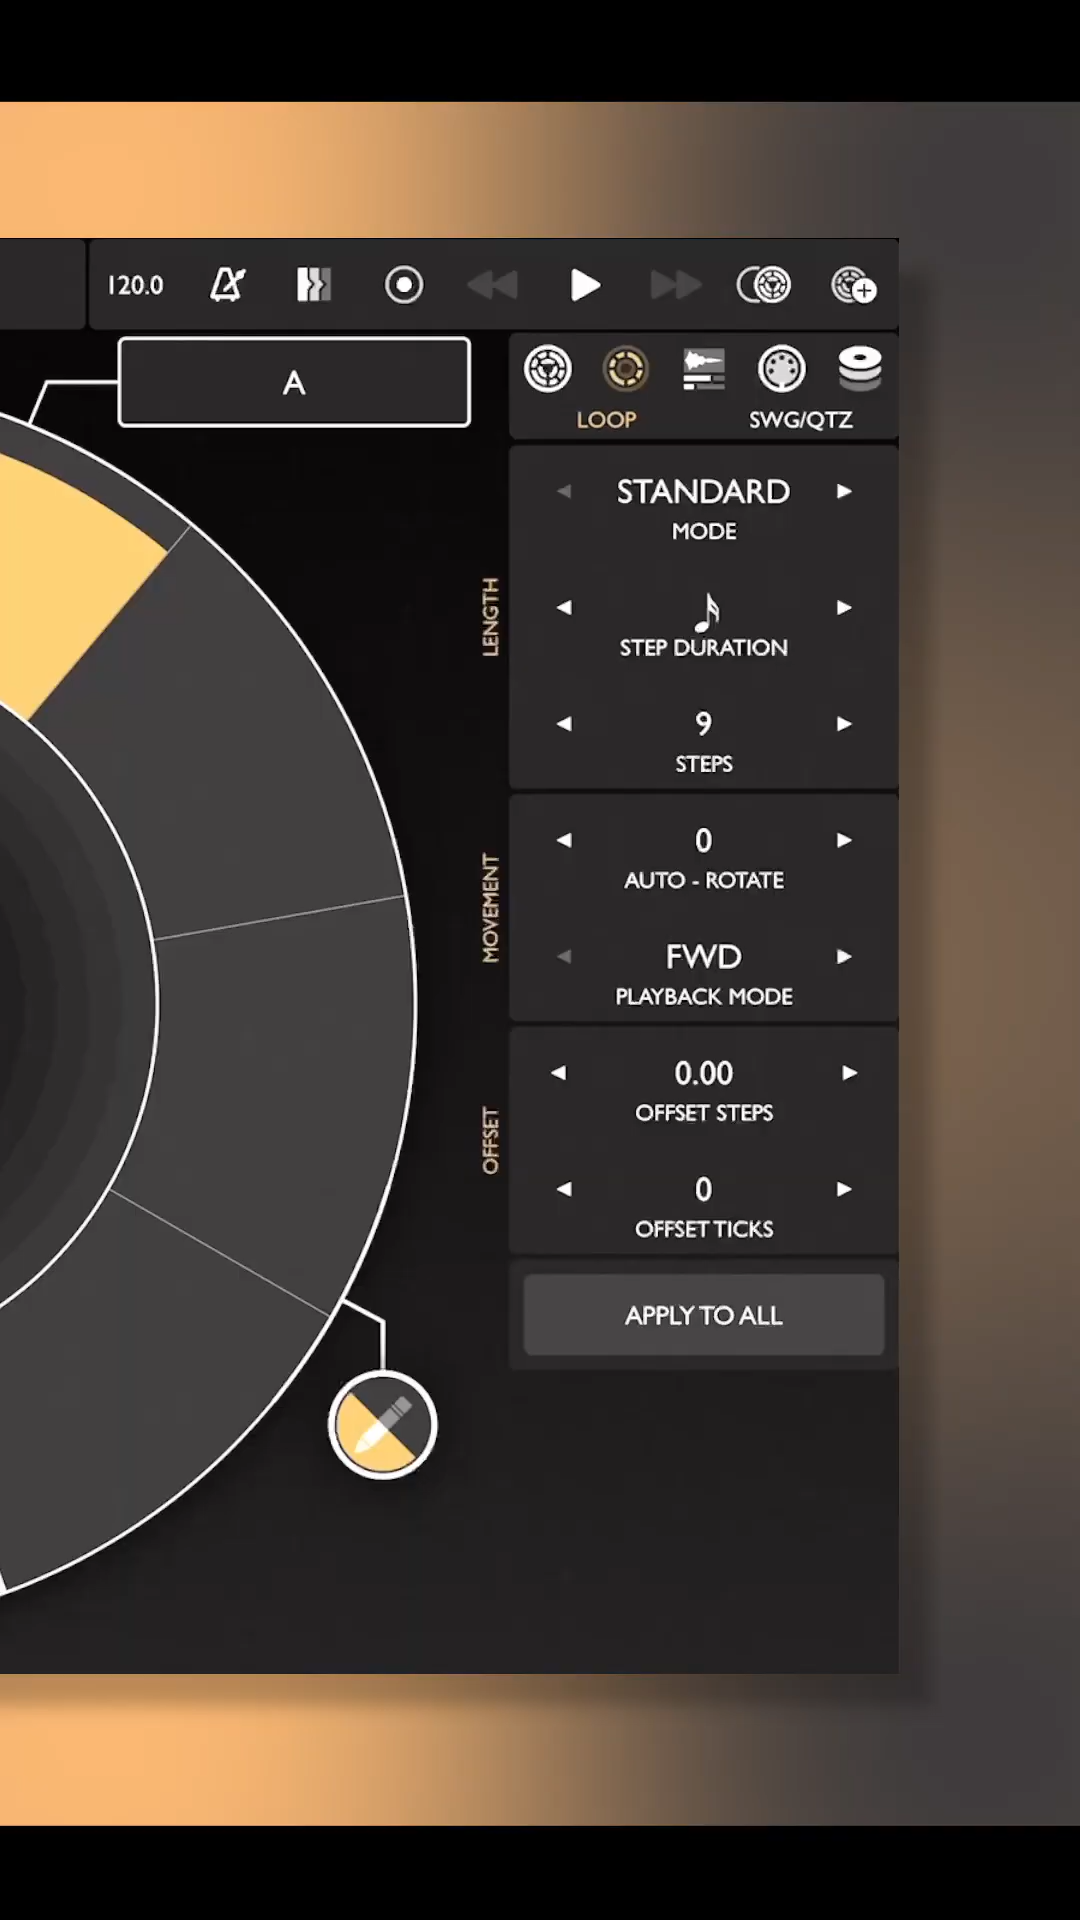 120.0
A
LOOP
SWG/QTZ
LENGTH
STANDARD
MODE
STEP DURATION
9
STEPS
MOVEMENT
0
AUTO - ROTATE
FWD
PLAYBACK MODE
OFFSET
0.00
OFFSET STEPS
0
OFFSET TICKS
APPLY TO ALL